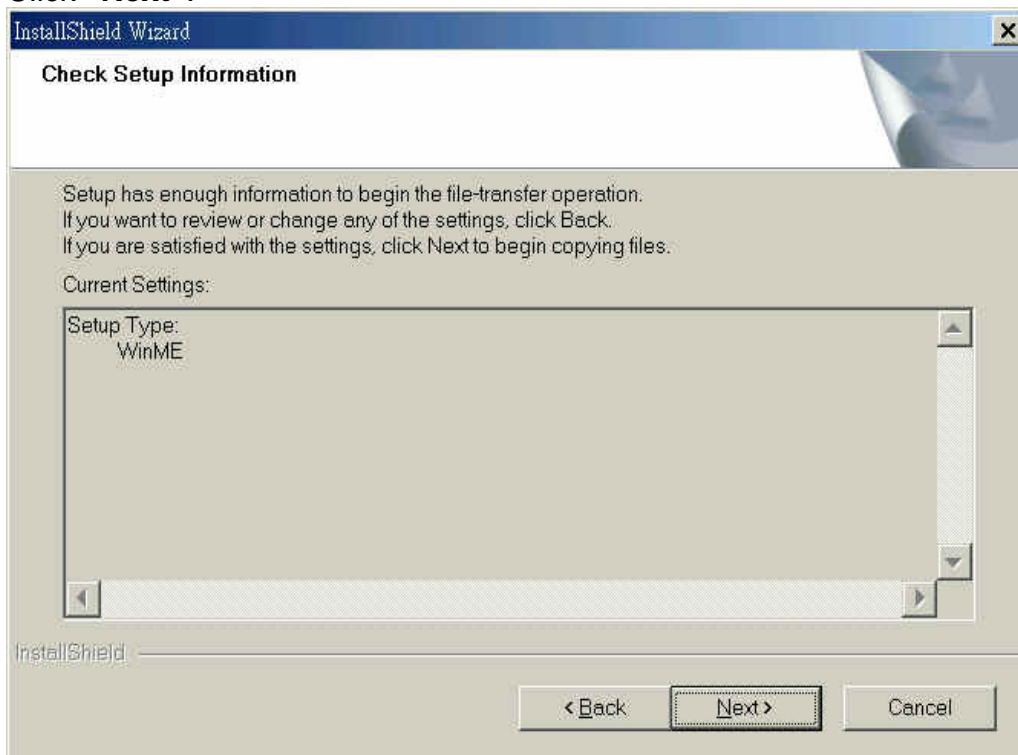 Click "Next".
InstallShield Wizard
Check Setup Information
Setup has enough information to begin the file-transfer operation.
If you want to review or change any of the settings, click Back.
If you are satisfied with the settings, click Next to begin copying files.
Current Settings:
Setup Type:
WinME
InstallShield
< Back Next > Cancel